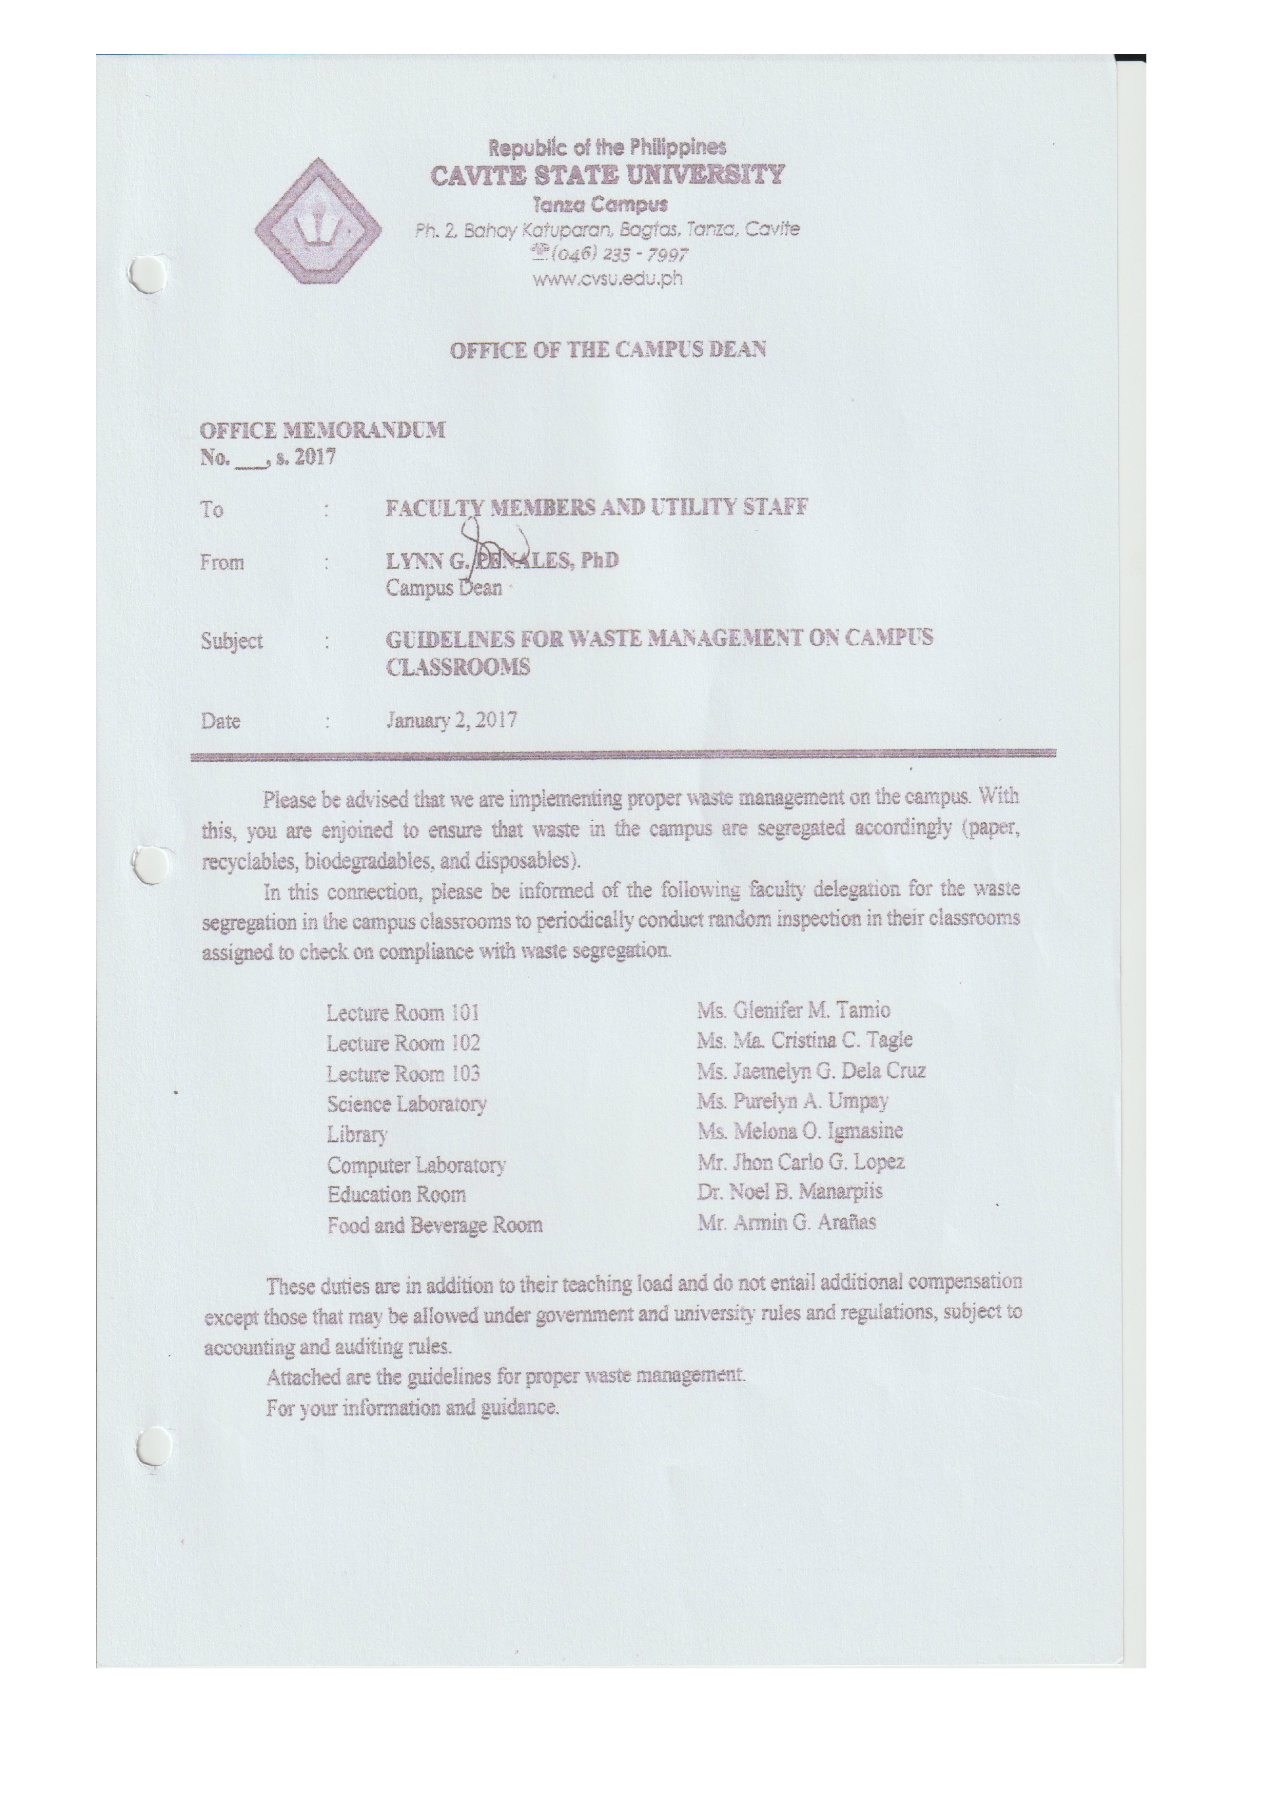 Republic of the Philippines
CAVITE STATE UNIVERSITY
Tanza Campus
Ph. 2, Bahay Katuparan, Bagtas, Tanza, Cavite
☎(046) 235 - 7997
www.cvsu.edu.ph
OFFICE OF THE CAMPUS DEAN
OFFICE MEMORANDUM
No. ___, s. 2017
To : FACULTY MEMBERS AND UTILITY STAFF
From : LYNN G. PENALES, PhD
Campus Dean
Subject : GUIDELINES FOR WASTE MANAGEMENT ON CAMPUS
CLASSROOMS
Date : January 2, 2017
Please be advised that we are implementing proper waste management on the campus. With
this, you are enjoined to ensure that waste in the campus are segregated accordingly (paper,
recyclables, biodegradables, and disposables).
In this connection, please be informed of the following faculty delegation for the waste
segregation in the campus classrooms to periodically conduct random inspection in their classrooms
assigned to check on compliance with waste segregation.
Lecture Room 101 Ms. Glenifer M. Tamio
Lecture Room 102 Ms. Ma. Cristina C. Tagle
Lecture Room 103 Ms. Jaemelyn G. Dela Cruz
Science Laboratory Ms. Purelyn A. Umpay
Library Ms. Melona O. Igmasine
Computer Laboratory Mr. Jhon Carlo G. Lopez
Education Room Dr. Noel B. Manarpiis
Food and Beverage Room Mr. Armin G. Arañas
These duties are in addition to their teaching load and do not entail additional compensation
except those that may be allowed under government and university rules and regulations, subject to
accounting and auditing rules.
Attached are the guidelines for proper waste management.
For your information and guidance.